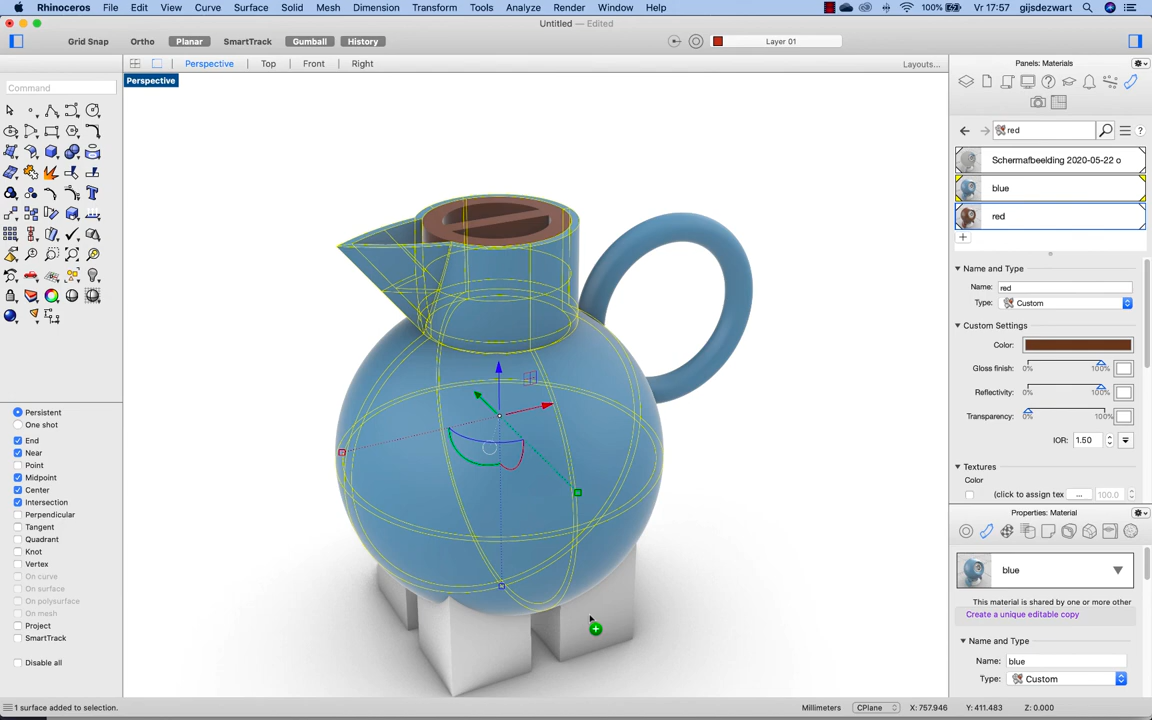 Rhinoceros File Edit View Curve Surface Solid Mesh Dimension Transform Tools Analyze Render Window Help 100% Vr 17:57 gijsdezwart
Untitled — Edited
Grid Snap Ortho Planar SmartTrack Gumball History Layer 01
Perspective Top Front Right Layouts... Panels: Materials
Perspective
Command
red
Schermafbeelding 2020-05-22 o
blue
red
Name and Type
Name: red
Type: Custom
Custom Settings
Color:
Gloss finish: 0% 100%
Reflectivity: 0% 100%
Transparency: 0% 100%
IOR: 1.50
Textures
Color
(click to assign tex ... 100.0
Properties: Material
blue
This material is shared by one or more other
Create a unique editable copy
Name and Type
Name: blue
Type: Custom
Persistent
One shot
End
Near
Point
Midpoint
Center
Intersection
Perpendicular
Tangent
Quadrant
Knot
Vertex
On curve
On surface
On polysurface
On mesh
Project
SmartTrack
Disable all
1 surface added to selection. Millimeters CPlane X: 757.946 Y: 411.483 Z: 0.000